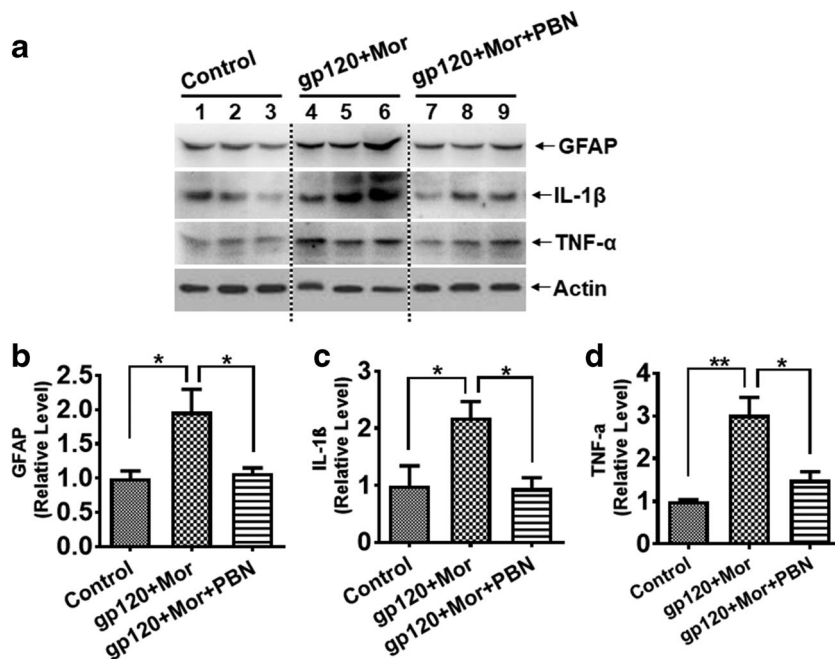 a
Control gp120+Mor gp120+Mor+PBN
1 2 3 4 5 6 7 8 9
←GFAP
←IL-1β
←TNF-α
←Actin
b
GFAP
(Relative Level)
2.5
2.0
1.5
1.0
0.5
0.0
* *
Control
gp120+Mor
gp120+Mor+PBN
c
IL-1ß
(Relative Level)
3
2
1
0
* *
Control
gp120+Mor
gp120+Mor+PBN
d
TNF-a
(Relative Level)
4
3
2
1
0
** *
Control
gp120+Mor
gp120+Mor+PBN